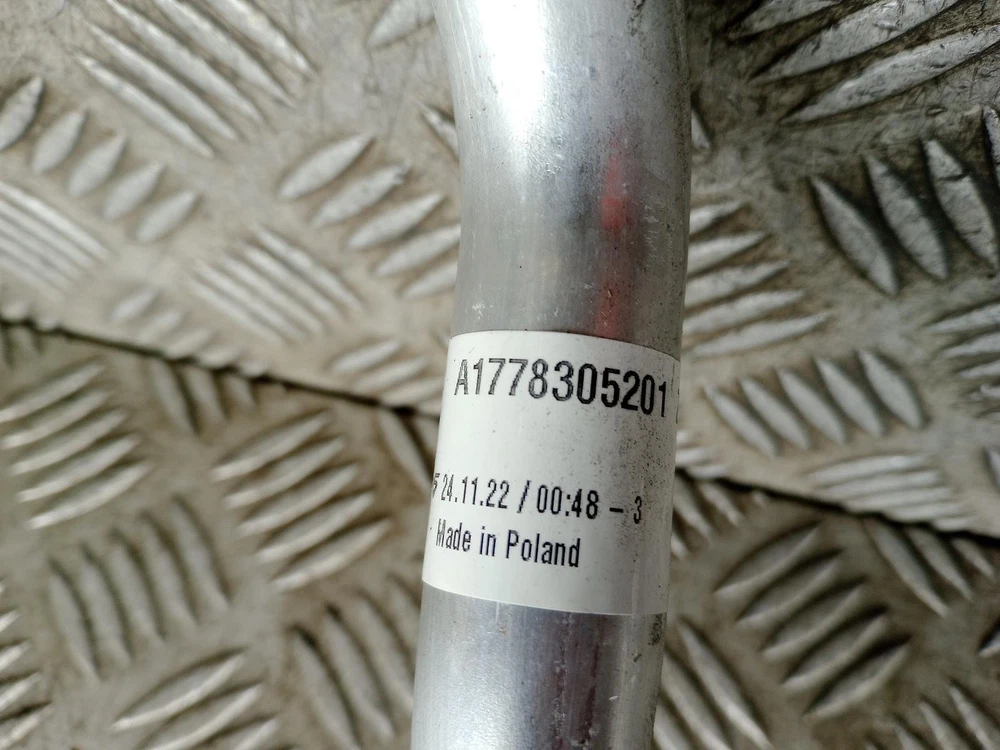 A1778305201
24.11.22 / 00:48 – 3
Made in Poland